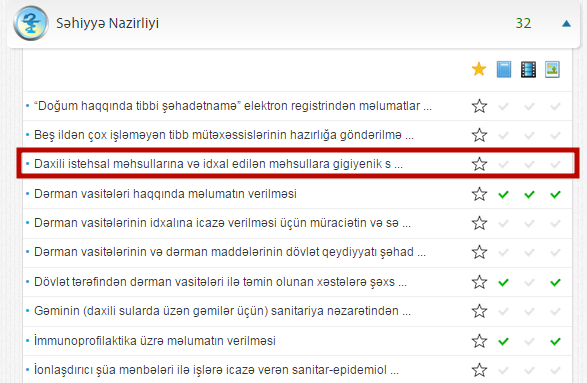 Səhiyyə Nazirliyi 32
“Doğum haqqında tibbi şəhadətnamə” elektron registrindən məlumatlar ...
Beş ildən çox işləməyən tibb mütəxəssislərinin hazırlığa göndərilmə ...
Daxili istehsal məhsullarına və idxal edilən məhsullara gigiyenik s ...
Dərman vasitələri haqqında məlumatın verilməsi
Dərman vasitələrinin idxalına icazə verilməsi üçün müraciətin və sə ...
Dərman vasitələrinin və dərman maddələrinin dövlət qeydiyyatı şəhad ...
Dövlət tərəfindən dərman vasitələri ilə təmin olunan xəstələrə şəxs ...
Gəminin (daxili sularda üzən gəmilər üçün) sanitariya nəzarətindən ...
İmmunoprofilaktika üzrə məlumatın verilməsi
İonlaşdırıcı şüa mənbələri ilə işlərə icazə verən sanitar-epidemiol ...